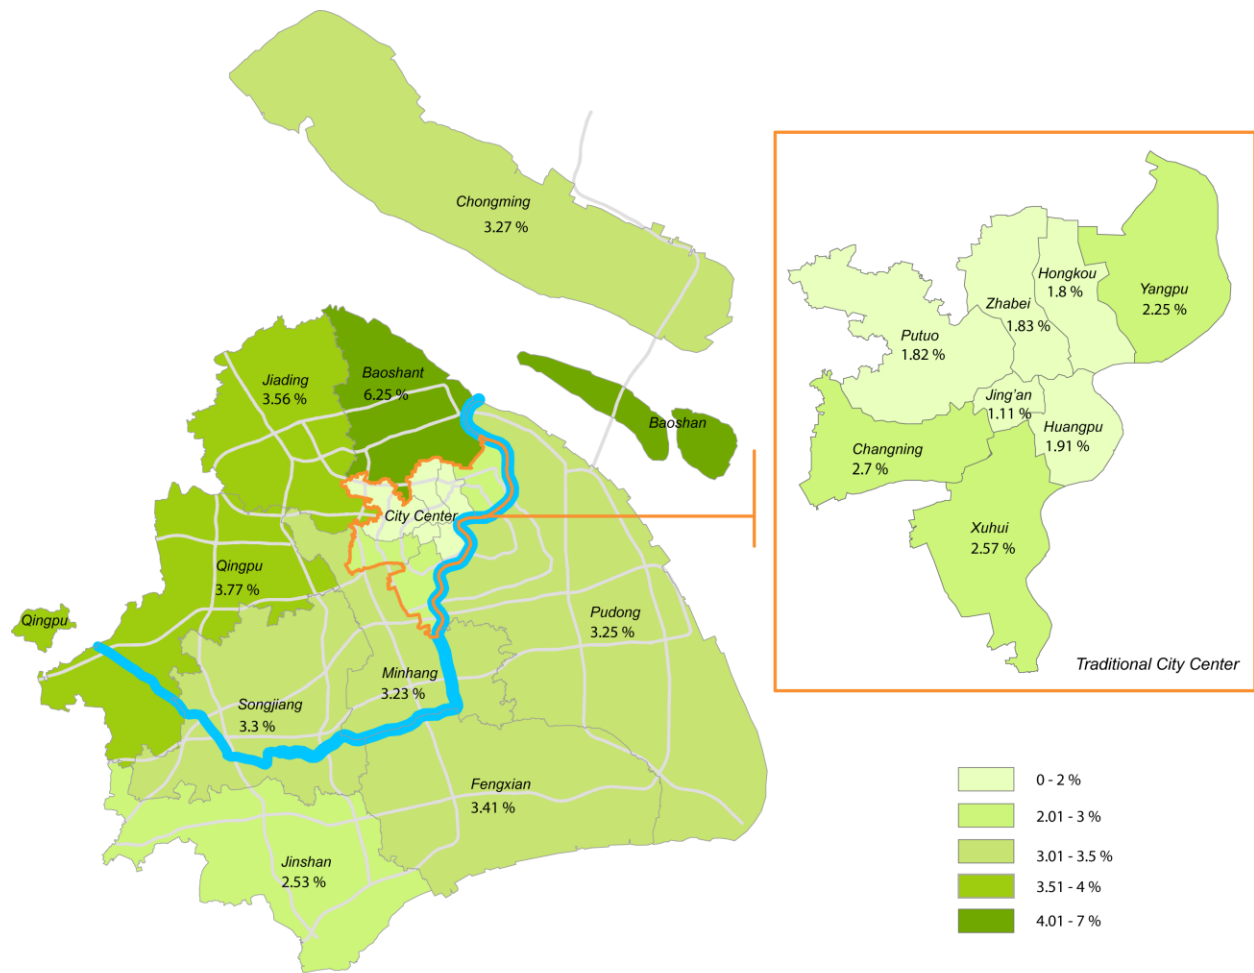 Chongming
3.27 %
Jiading
3.56 %
Baoshant
6.25 %
Baoshan
City Center
Qingpu
3.77 %
Qingpu
Pudong
3.25 %
Minhang
3.23 %
Songjiang
3.3 %
Fengxian
3.41 %
Jinshan
2.53 %
Hongkou
1.8 %
Yangpu
2.25 %
Zhabei
1.83 %
Putuo
1.82 %
Jing'an
1.11 %
Huangpu
1.91 %
Changning
2.7 %
Xuhui
2.57 %
Traditional City Center
0 - 2 %
2.01 - 3 %
3.01 - 3.5 %
3.51 - 4 %
4.01 - 7 %